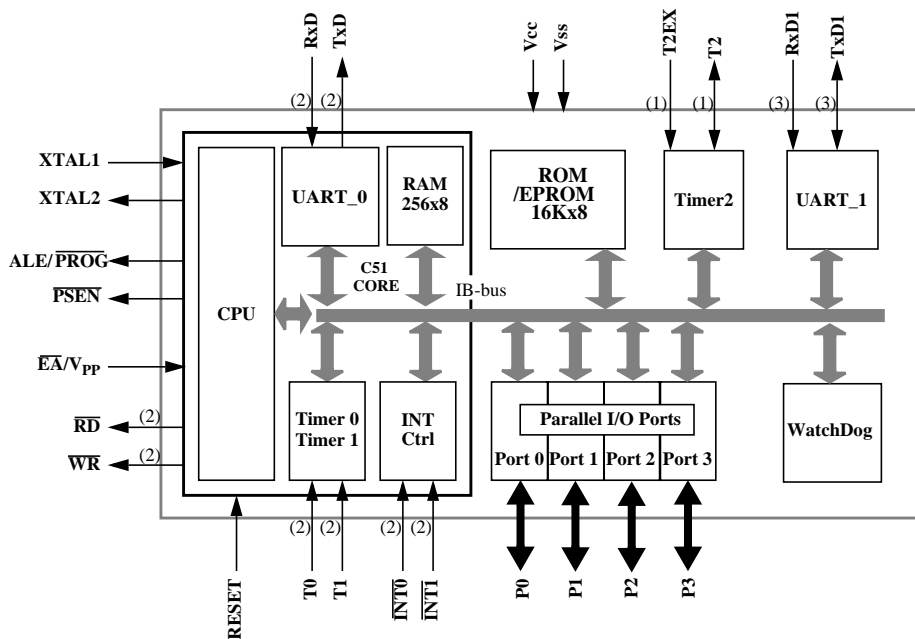 RxD
TxD
Vcc
Vss
T2EX
T2
RxD1
TxD1
(2)
(2)
(1)
(1)
(3)
(3)
XTAL1
XTAL2
ALE/PROG
PSEN
EA/VPP
RD
(2)
WR
(2)
CPU
UART_0
RAM
256x8
C51
CORE
IB-bus
ROM
/EPROM
16Kx8
Timer2
UART_1
Timer 0
Timer 1
INT
Ctrl
Parallel I/O Ports
Port 0
Port 1
Port 2
Port 3
WatchDog
(2)
(2)
(2)
(2)
RESET
T0
T1
INT0
INT1
P0
P1
P2
P3